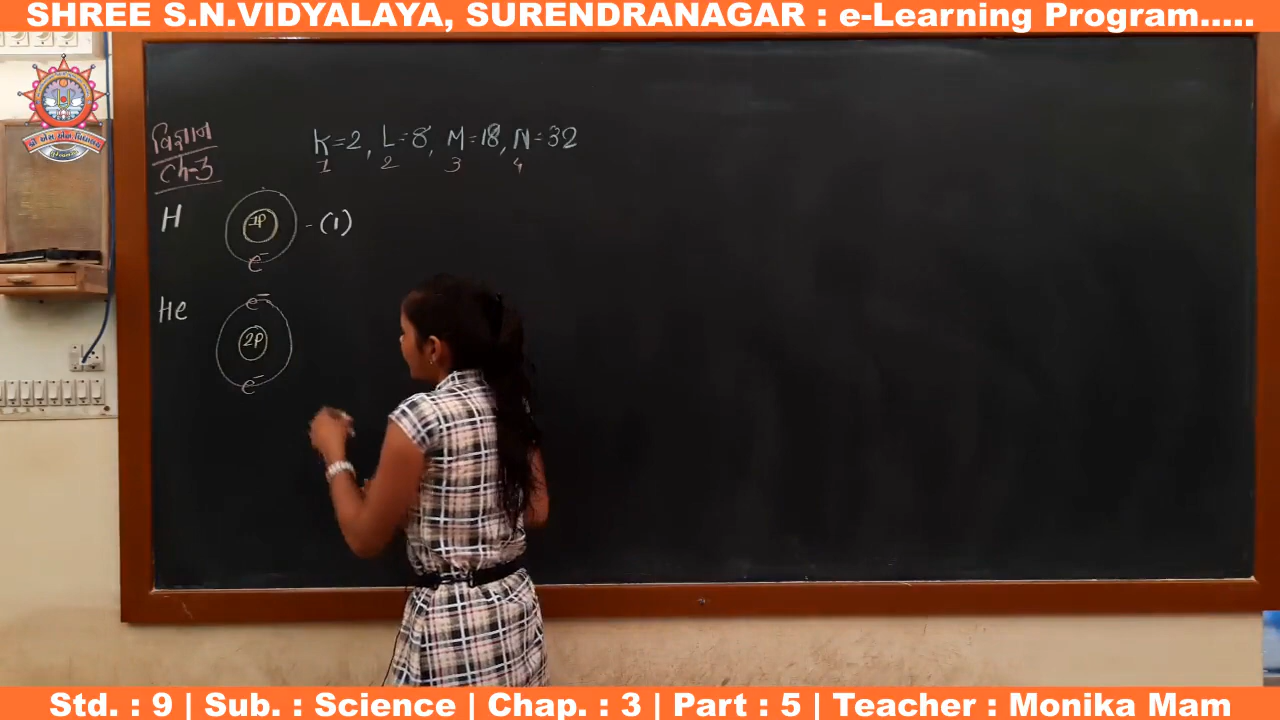 SHREE S.N.VIDYALAYA, SURENDRANAGAR : e-Learning Program.....
विज्ञान
Ch-3
K=2, L=8, M=18, N=32
1 2 3 4
H
1P
e⁻
-(1)
He
e⁻
2P
e⁻
Std. : 9 | Sub. : Science | Chap. : 3 | Part : 5 | Teacher : Monika Mam